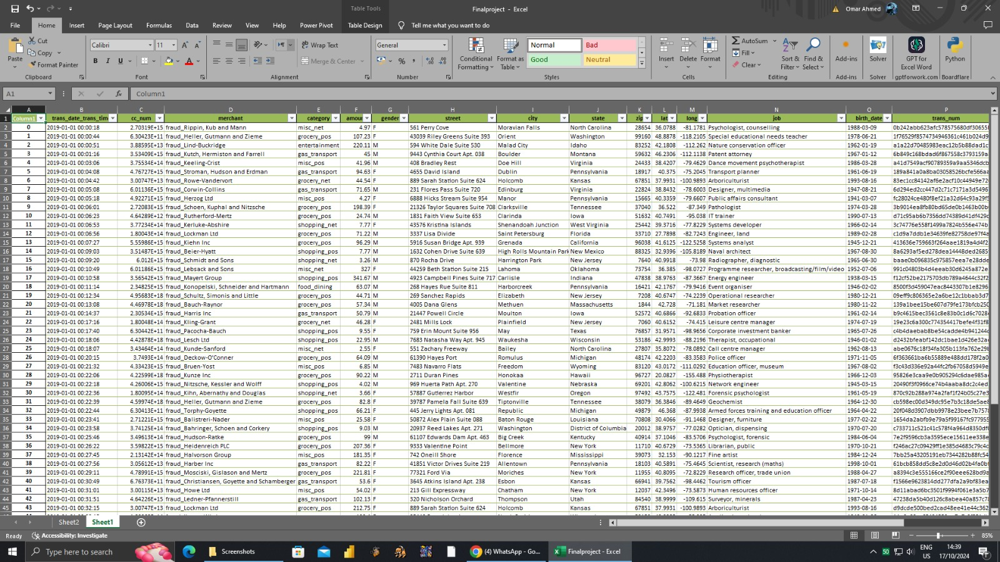 Table Tools
Finalproject - Excel
Omar Ahmed
File Home Insert Page Layout Formulas Data Review View Help Power Pivot Table Design Tell me what you want to do
Paste Cut Copy Format Painter Clipboard
Calibri 11 B I U Font
Wrap Text Merge & Center Alignment
General % Number
Conditional Formatting Format as Table Normal Bad Good Neutral Styles
Insert Delete Format Cells
AutoSum Fill Clear Sort & Filter Find & Select Editing
Add-ins Add-ins
Solver Solver
GPT for Excel Word gptforwork.com
Python Boardflare
A1 fx Column1
A B C D E F G H I J K L M N O P
1 Column1 trans_date_trans_tim cc_num merchant category amou gender street city state zip lat long job birth_date trans_num
2 0 2019-01-01 00:00:18 2.70319E+15 fraud_Rippin, Kub and Mann misc_net 4.97 F 561 Perry Cove Moravian Falls North Carolina 28654 36.0788 -81.1781 Psychologist, counselling 1988-03-09
3 1 2019-01-01 00:00:44 6.30423E+11 fraud_Heller, Gutmann and Zieme grocery_pos 107.23 F 43039 Riley Greens Suite 393 Orient Washington 99160 48.8878 -118.2105 Special educational needs teacher 1978-06-21
4 2 2019-01-01 00:00:51 3.88595E+13 fraud_Lind-Buckridge entertainment 220.11 M 594 White Dale Suite 530 Malad City Idaho 83252 42.1808 -112.262 Nature conservation officer 1962-01-19
5 3 2019-01-01 00:01:16 3.53409E+15 fraud_Kutch, Hermiston and Farrell gas_transport 45 M 9443 Cynthia Court Apt. 038 Boulder Montana 59632 46.2306 -112.1138 Patent attorney 1967-01-12
6 4 2019-01-01 00:03:06 3.75534E+14 fraud_Keeling-Crist misc_pos 41.96 M 408 Bradley Rest Doe Hill Virginia 24433 38.4207 -79.4629 Dance movement psychotherapist 1986-03-28
7 5 2019-01-01 00:04:08 4.76727E+15 fraud_Stroman, Hudson and Erdman gas_transport 94.63 F 4655 David Island Dublin Pennsylvania 18917 40.375 -75.2045 Transport planner 1961-06-19
8 6 2019-01-01 00:04:42 3.00747E+13 fraud_Rowe-Vandervort grocery_net 44.54 F 889 Sarah Station Suite 624 Holcomb Kansas 67851 37.9931 -100.9893 Arboriculturist 1993-08-16
9 7 2019-01-01 00:05:08 6.01136E+15 fraud_Corwin-Collins gas_transport 71.65 M 231 Flores Pass Suite 720 Edinburg Virginia 22824 38.8432 -78.6003 Designer, multimedia 1947-08-21
10 8 2019-01-01 00:05:18 4.92271E+15 fraud_Herzog Ltd misc_pos 4.27 F 6888 Hicks Stream Suite 954 Manor Pennsylvania 15665 40.3359 -79.6607 Public affairs consultant 1941-03-07
11 9 2019-01-01 00:06:01 2.72083E+15 fraud_Schoen, Kuphal and Nitzsche grocery_pos 198.39 F 21326 Taylor Squares Suite 708 Clarksville Tennessee 37040 36.522 -87.349 Pathologist 1974-03-28
12 10 2019-01-01 00:06:23 4.64289E+12 fraud_Rutherford-Mertz grocery_pos 24.74 M 1831 Faith View Suite 653 Clarinda Iowa 51632 40.7491 -95.038 IT trainer 1990-07-13
13 11 2019-01-01 00:06:53 3.77234E+14 fraud_Kerluke-Abshire shopping_net 7.77 F 43576 Kristina Islands Shenandoah Junction West Virginia 25442 39.3716 -77.8229 Systems developer 1966-02-14
14 12 2019-01-01 00:06:56 1.80043E+14 fraud_Lockman Ltd grocery_pos 71.22 M 3337 Lisa Divide Saint Petersburg Florida 33710 27.7898 -82.7243 Engineer, land 1989-02-28
15 13 2019-01-01 00:07:27 5.55986E+15 fraud_Kiehn Inc grocery_pos 96.29 M 5916 Susan Bridge Apt. 939 Grenada California 96038 41.6125 -122.5258 Systems analyst 1945-12-21
16 14 2019-01-01 00:09:03 3.51487E+15 fraud_Beier-Hyatt shopping_pos 7.77 M 1632 Cohen Drive Suite 639 High Rolls Mountain Park New Mexico 88325 32.9396 -105.8189 Naval architect 1967-08-30
17 15 2019-01-01 00:09:20 6.012E+15 fraud_Schmidt and Sons shopping_net 3.26 M 870 Rocha Drive Harrington Park New Jersey 7640 40.9918 -73.98 Radiographer, diagnostic 1965-06-30
18 16 2019-01-01 00:10:49 6.01186E+15 fraud_Lebsack and Sons misc_net 327 F 44259 Beth Station Suite 215 Lahoma Oklahoma 73754 36.385 -98.0727 Programme researcher, broadcasting/film/video 1952-07-06
19 17 2019-01-01 00:10:58 3.56542E+15 fraud_Mayert Group shopping_pos 341.67 M 4923 Campbell Pines Suite 717 Carlisle Indiana 47838 38.9763 -87.3667 Energy engineer 1938-03-15
20 18 2019-01-01 00:11:14 2.34825E+15 fraud_Konopelski, Schneider and Hartmann food_dining 63.07 M 268 Hayes Rue Suite 811 Harborcreek Pennsylvania 16421 42.1767 -79.9416 Event organiser 1946-02-02
21 19 2019-01-01 00:12:34 4.95683E+18 fraud_Schultz, Simonis and Little grocery_pos 44.71 M 269 Sanchez Rapids Elizabeth New Jersey 7208 40.6747 -74.2239 Operational researcher 1980-12-21
22 20 2019-01-01 00:13:08 4.46978E+18 fraud_Bauch-Raynor grocery_pos 57.34 M 4005 Dana Glens Methuen Massachusetts 1844 42.728 -71.181 Market researcher 1980-11-22
23 21 2019-01-01 00:14:37 2.30534E+15 fraud_Harris Inc gas_transport 50.79 M 21447 Powell Circle Moulton Iowa 52572 40.6866 -92.6833 Probation officer 1961-02-14
24 22 2019-01-01 00:17:16 1.80048E+14 fraud_Kling-Grant grocery_net 46.28 F 2481 Mills Lock Plainfield New Jersey 7060 40.6152 -74.415 Leisure centre manager 1974-07-19
25 23 2019-01-01 00:17:40 6.30442E+11 fraud_Pacocha-Bauch shopping_pos 9.55 F 759 Erin Mount Suite 956 May Texas 76857 31.9571 -98.9656 Corporate investment banker 1965-07-26
26 24 2019-01-01 00:18:06 4.42878E+18 fraud_Lesch Ltd shopping_pos 22.95 M 7683 Natasha Way Apt. 945 Waukesha Wisconsin 53186 42.9993 -88.2196 Therapist, occupational 1946-01-02
27 25 2019-01-01 00:18:07 3.43464E+14 fraud_Kunde-Sanford misc_net 2.55 F 551 Zachary Freeway Bailey North Carolina 27807 35.8072 -78.0892 Call centre manager 1962-08-13
28 26 2019-01-01 00:20:15 3.7493E+14 fraud_Deckow-O'Conner grocery_pos 64.09 M 61390 Hayes Port Romulus Michigan 48174 42.2203 -83.3583 Police officer 1971-11-05
29 27 2019-01-01 00:21:32 4.33423E+15 fraud_Bruen-Yost misc_pos 6.85 M 7483 Navarro Flats Freedom Wyoming 83120 43.0172 -111.0292 Education officer, museum 1967-08-02
30 28 2019-01-01 00:22:06 4.22599E+18 fraud_Kunze Inc grocery_pos 90.22 M 2711 Duran Pines Honokaa Hawaii 96727 20.0827 -155.488 Physiotherapist 1966-12-03
31 29 2019-01-01 00:22:18 4.26006E+15 fraud_Nitzsche, Kessler and Wolff shopping_pos 4.02 M 969 Huerta Path Apt. 270 Valentine Nebraska 69201 42.8062 -100.6215 Network engineer 1945-03-15
32 30 2019-01-01 00:22:36 1.80095E+14 fraud_Kihn, Abernathy and Douglas shopping_net 3.66 F 57887 Gutierrez Harbor Westfir Oregon 97492 43.7575 -122.481 Forensic psychologist 1961-05-19
33 31 2019-01-01 00:22:39 4.59974E+18 fraud_Heller, Gutmann and Zieme grocery_pos 82.8 F 39787 Pamela Fall Suite 639 Tiptonville Tennessee 38079 36.3846 -89.4649 Geochemist 1964-12-30
34 32 2019-01-01 00:22:44 6.30413E+11 fraud_Torphy-Goyette shopping_pos 66.21 F 445 Jerry Lights Apt. 081 Republic Michigan 49879 46.368 -87.9938 Armed forces training and education officer 1964-04-22
35 33 2019-01-01 00:23:41 2.71221E+15 fraud_Balistreri-Nader misc_pos 25.58 F 50872 Alex Plain Suite 088 Baton Rouge Louisiana 70808 30.4066 -91.1468 Designer, furniture 1977-02-22
36 34 2019-01-01 00:23:58 3.74125E+14 fraud_Bahringer, Schoen and Corkery shopping_pos 9.03 M 20937 Reed Lakes Apt. 271 Washington District of Columbia 20012 38.9757 -77.0282 Optician, dispensing 1970-07-20
37 35 2019-01-01 00:25:46 3.49613E+14 fraud_Hudson-Ratke grocery_pos 99 M 61107 Edwards Dam Apt. 463 Big Creek Kentucky 40914 37.1046 -83.5706 Psychologist, forensic 1984-06-04
38 36 2019-01-01 00:26:22 3.59822E+15 fraud_Heidenreich PLC grocery_pos 207.36 F 9333 Valentine Point Bellmore New York 11710 40.6729 -73.5365 Librarian, public 1970-10-21
39 37 2019-01-01 00:27:45 2.13142E+14 fraud_Halvorson Group misc_pos 181.35 F 742 Oneill Shore Florence Mississippi 39073 32.153 -90.1217 Fine artist 1984-12-24
40 38 2019-01-01 00:27:56 3.05612E+13 fraud_Harber Inc gas_transport 82.22 F 41851 Victor Drives Suite 219 Allentown Pennsylvania 18103 40.5891 -75.4645 Scientist, research (maths) 1998-10-01
41 39 2019-01-01 00:29:11 4.78991E+15 fraud_Mosciski, Gislason and Mertz grocery_pos 221.81 F 77321 Ford Via Moriches New York 11955 40.8095 -72.8229 Research officer, trade union 1988-04-27
42 40 2019-01-01 00:30:49 6.76373E+11 fraud_Christiansen, Goyette and Schamberger gas_transport 53.6 F 3645 Atkins Island Apt. 238 Esbon Kansas 66941 39.7562 -98.4462 Tourism officer 1987-07-18
43 41 2019-01-01 00:31:01 3.00115E+13 fraud_Howe Ltd misc_pos 54.02 F 213 Gill Expressway Chatham New York 12037 42.3496 -73.5873 Human resources officer 1971-10-14
44 42 2019-01-01 00:31:51 4.64226E+15 fraud_Ledner-Pfannerstill gas_transport 102.13 F 320 Nicholson Orchard Thompson Utah 84540 38.9999 -109.615 Surveyor, minerals 1987-04-23
45 43 2019-01-01 00:32:15 3.00747E+13 fraud_Lockman Ltd grocery_pos 212.75 F 889 Sarah Station Suite 624 Holcomb Kansas 67851 37.9931 -100.9893 Arboriculturist 1993-08-16
Sheet2 Sheet1
Ready Accessibility: Investigate 85%
Type here to search Screenshots (4) WhatsApp - Go... Finalproject - Excel 50 ENG US 14:39 17/10/2024